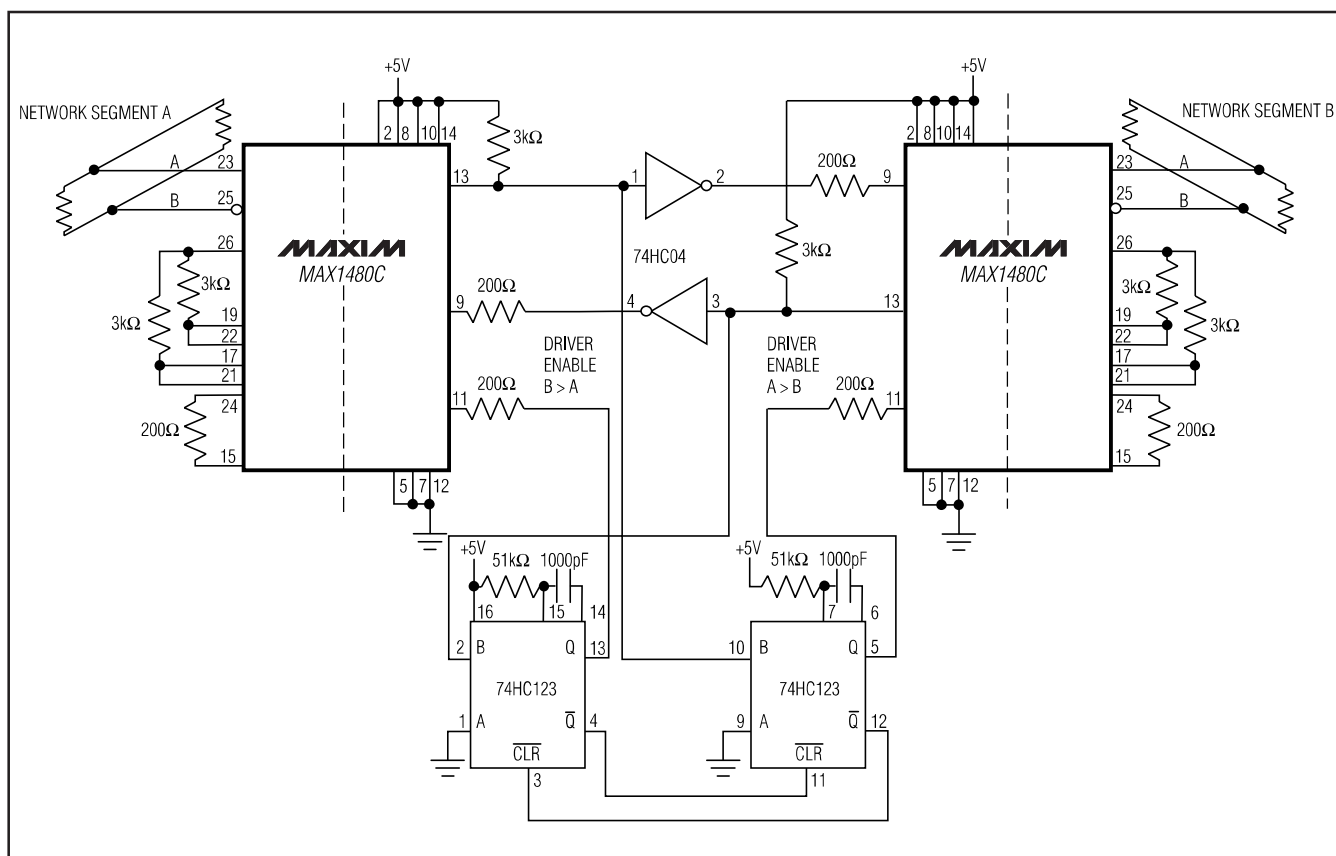 +5V
+5V
NETWORK SEGMENT A
NETWORK SEGMENT B
2 8 10 14
3kΩ
2 8 10 14
A 23
13
1 2
200Ω
9
23 A
B 25
25 B
MAXIM
MAX1480C
74HC04
3kΩ
MAXIM
MAX1480C
26
3kΩ
3kΩ
19
22
17
21
24
200Ω
15
9
200Ω
4 3
13
26
3kΩ
3kΩ
19
22
17
21
24
200Ω
15
DRIVER
ENABLE
B > A
DRIVER
ENABLE
A > B
11
200Ω
200Ω
11
5 7 12
5 7 12
+5V
51kΩ
1000pF
16 15 14
2 B Q 13
74HC123
1 A Q̅ 4
C̅L̅R̅
3
+5V
51kΩ
1000pF
7 6
10 B Q 5
74HC123
9 A Q̅ 12
C̅L̅R̅
11